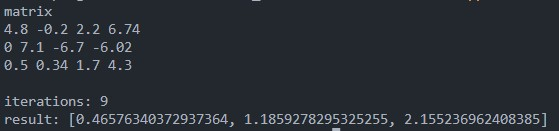 matrix
4.8 -0.2 2.2 6.74
0 7.1 -6.7 -6.02
0.5 0.34 1.7 4.3
iterations: 9
result: [0.46576340372937364, 1.1859278295325255, 2.155236962408385]